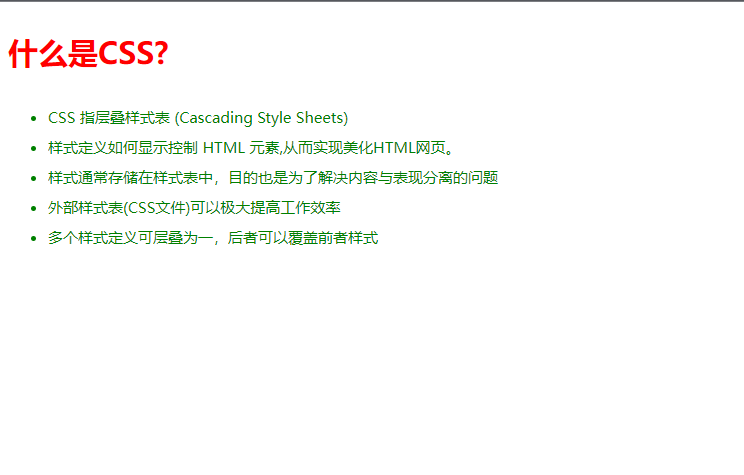 什么是CSS?
CSS 指层叠样式表 (Cascading Style Sheets)
样式定义如何显示控制 HTML 元素,从而实现美化HTML网页。
样式通常存储在样式表中，目的也是为了解决内容与表现分离的问题
外部样式表(CSS文件)可以极大提高工作效率
多个样式定义可层叠为一，后者可以覆盖前者样式